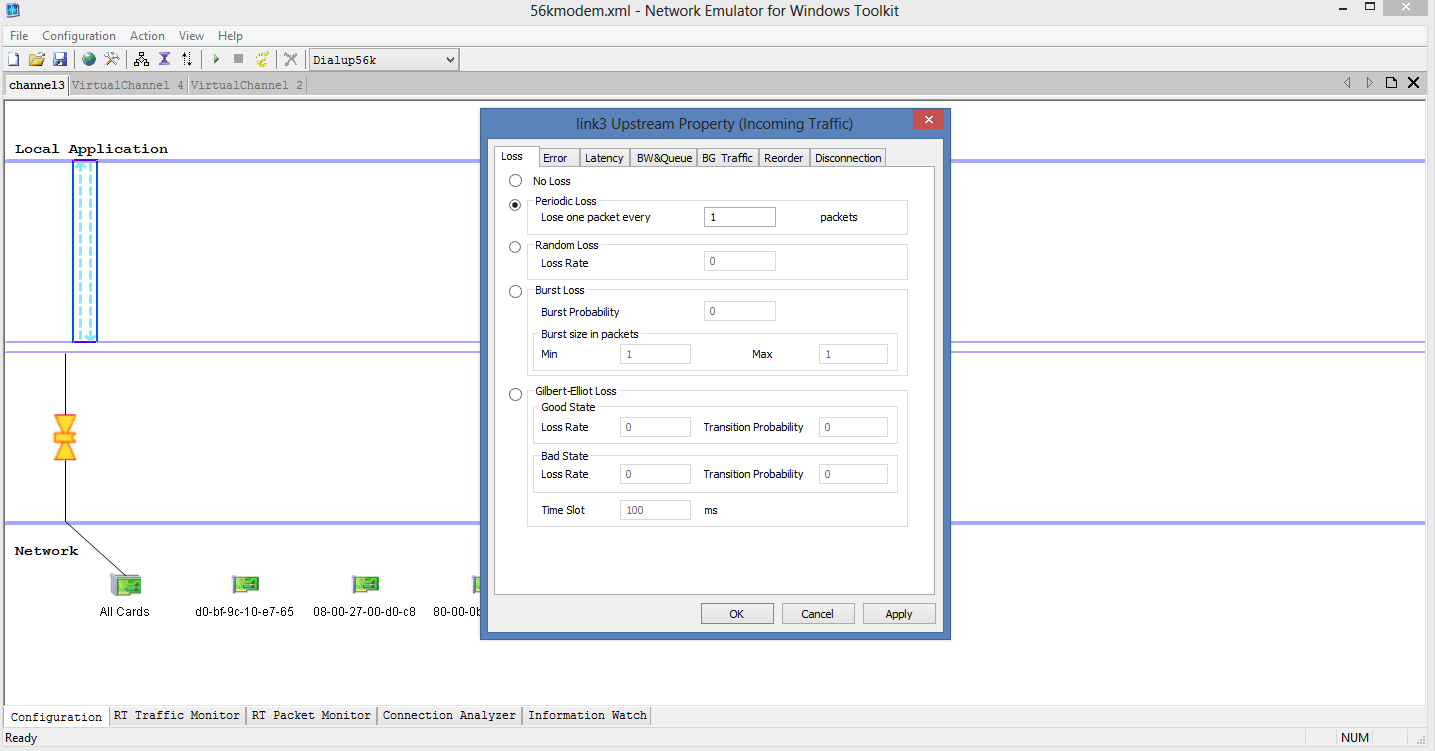 56kmodem.xml - Network Emulator for Windows Toolkit
File Configuration Action View Help
Dialup56k
channel3 VirtualChannel 4 VirtualChannel 2
link3 Upstream Property (Incoming Traffic)
Local Application
Loss Error Latency BW&Queue BG Traffic Reorder Disconnection
No Loss
Periodic Loss
Lose one packet every 1 packets
Random Loss
Loss Rate 0
Burst Loss
Burst Probability 0
Burst size in packets
Min 1 Max 1
Gilbert-Elliot Loss
Good State
Loss Rate 0 Transition Probability 0
Bad State
Loss Rate 0 Transition Probability 0
Time Slot 100 ms
Network
All Cards d0-bf-9c-10-e7-65 08-00-27-00-d0-c8
OK Cancel Apply
Configuration RT Traffic Monitor RT Packet Monitor Connection Analyzer Information Watch
Ready NUM